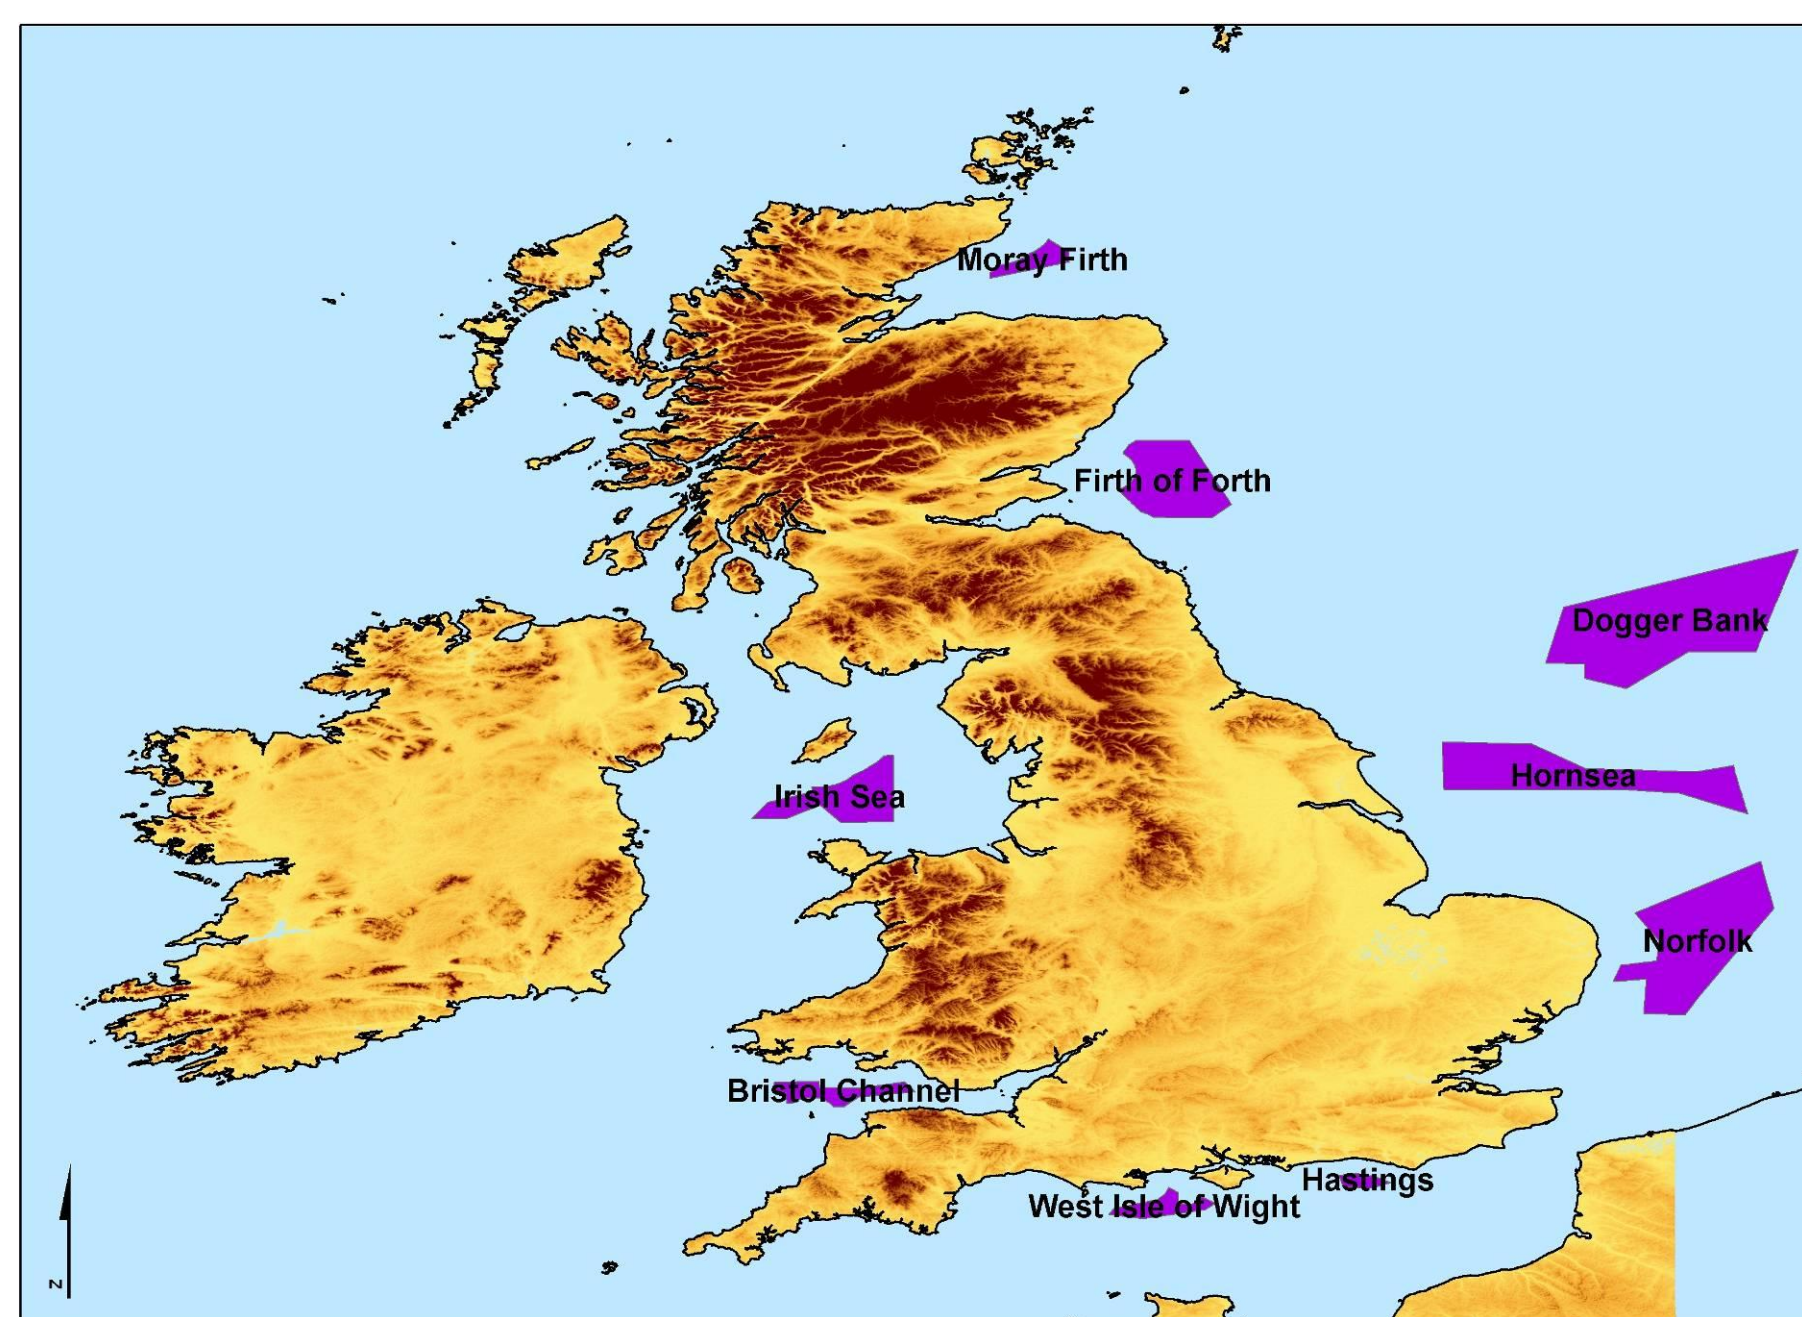 Moray Firth
Firth of Forth
Dogger Bank
Hornsea
Irish Sea
Norfolk
Bristol Channel
Hastings
West Isle of Wight
N